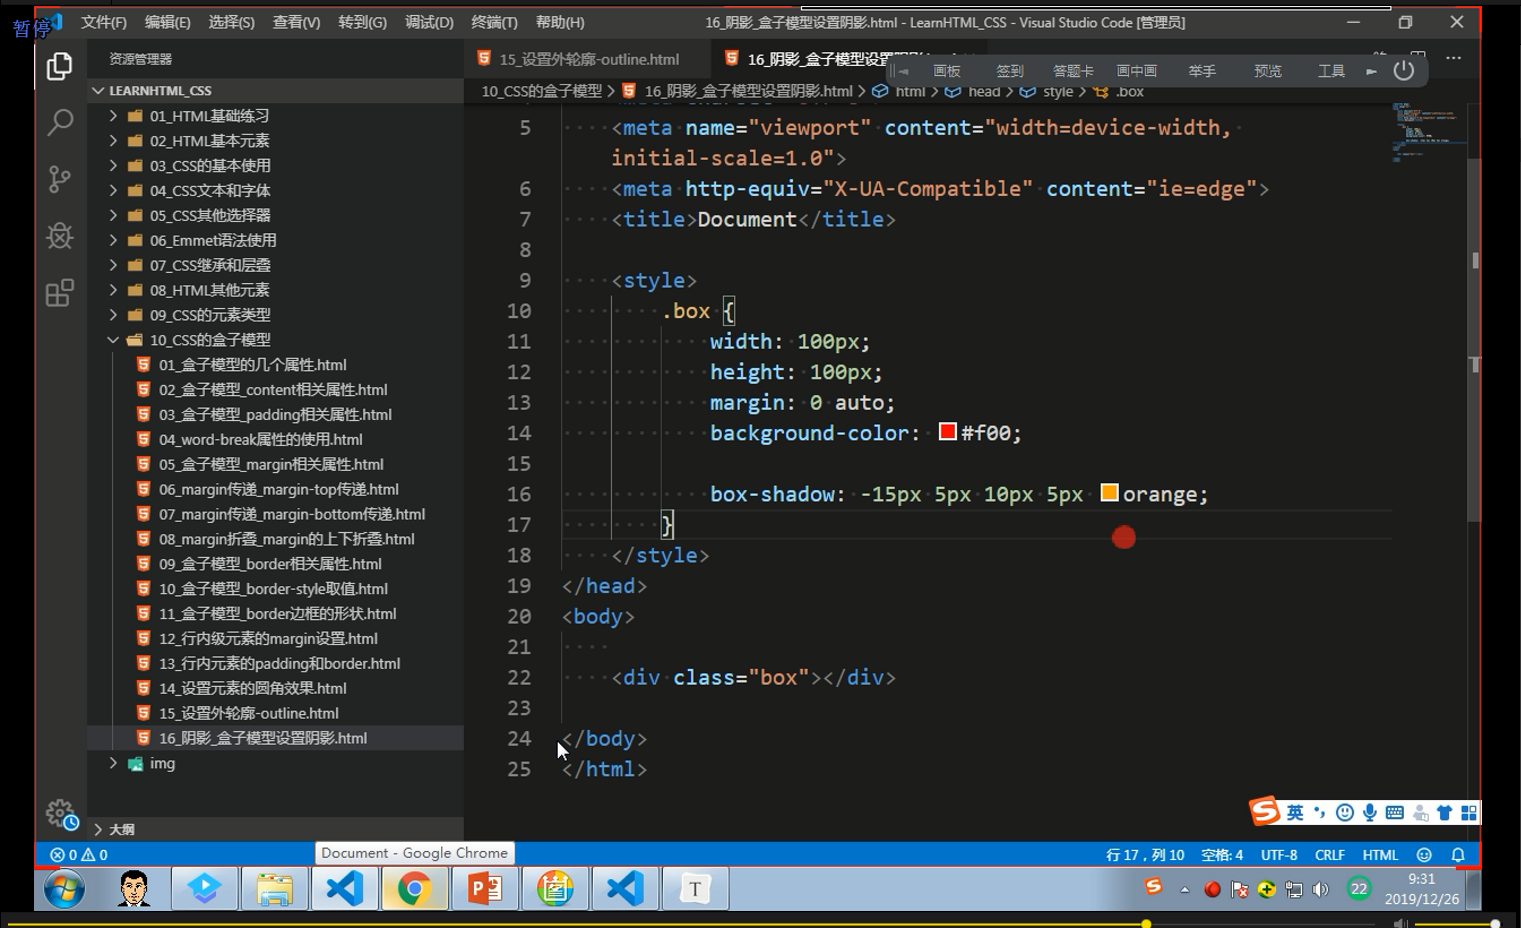 暂停
文件(F) 编辑(E) 选择(S) 查看(V) 转到(G) 调试(D) 终端(T) 帮助(H)
16_阴影_盒子模型设置阴影.html - LearnHTML_CSS - Visual Studio Code [管理员]
资源管理器
15_设置外轮廓-outline.html
16_阴影_盒子模型设置
画板 签到 答题卡 画中画 举手 预览 工具
LEARNHTML_CSS
10_CSS的盒子模型 > 16_阴影_盒子模型设置阴影.html > html > head > style > .box
01_HTML基础练习
02_HTML基本元素
03_CSS的基本使用
04_CSS文本和字体
05_CSS其他选择器
06_Emmet语法使用
07_CSS继承和层叠
08_HTML其他元素
09_CSS的元素类型
10_CSS的盒子模型
01_盒子模型的几个属性.html
02_盒子模型_content相关属性.html
03_盒子模型_padding相关属性.html
04_word-break属性的使用.html
05_盒子模型_margin相关属性.html
06_margin传递_margin-top传递.html
07_margin传递_margin-bottom传递.html
08_margin折叠_margin的上下折叠.html
09_盒子模型_border相关属性.html
10_盒子模型_border-style取值.html
11_盒子模型_border边框的形状.html
12_行内级元素的margin设置.html
13_行内元素的padding和border.html
14_设置元素的圆角效果.html
15_设置外轮廓-outline.html
16_阴影_盒子模型设置阴影.html
img
大纲
5 <meta name="viewport" content="width=device-width,
initial-scale=1.0">
6 <meta http-equiv="X-UA-Compatible" content="ie=edge">
7 <title>Document</title>
8
9 <style>
10 .box {
11 width: 100px;
12 height: 100px;
13 margin: 0 auto;
14 background-color: #f00;
15
16 box-shadow: -15px 5px 10px 5px orange;
17 }
18 </style>
19 </head>
20 <body>
21
22 <div class="box"></div>
23
24 </body>
25 </html>
英
0 0
Document - Google Chrome
行 17，列 10 空格: 4 UTF-8 CRLF HTML
T
22
9:31
2019/12/26